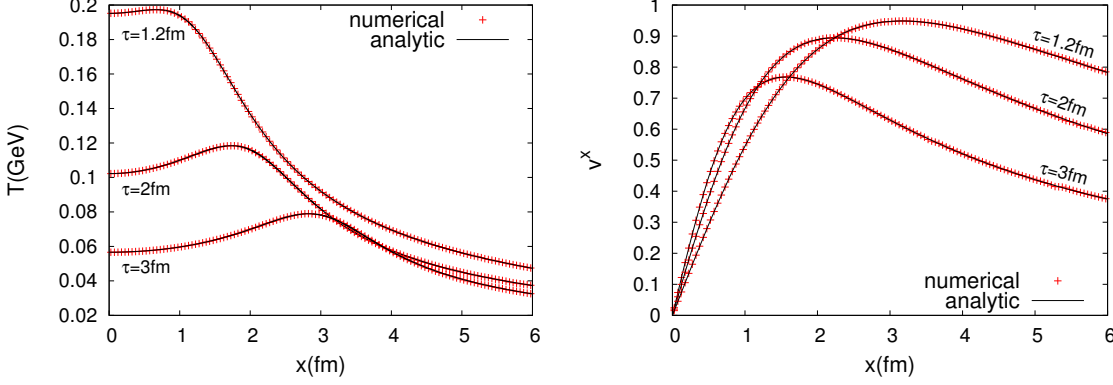 0.2
0.18
0.16
0.14
0.12
0.1
0.08
0.06
0.04
0.02
T(GeV)
τ=1.2fm
τ=2fm
τ=3fm
numerical
analytic
0 1 2 3 4 5 6
x(fm)
1
0.9
0.8
0.7
0.6
0.5
0.4
0.3
0.2
0.1
0
v^x
τ=1.2fm
τ=2fm
τ=3fm
numerical
analytic
0 1 2 3 4 5 6
x(fm)